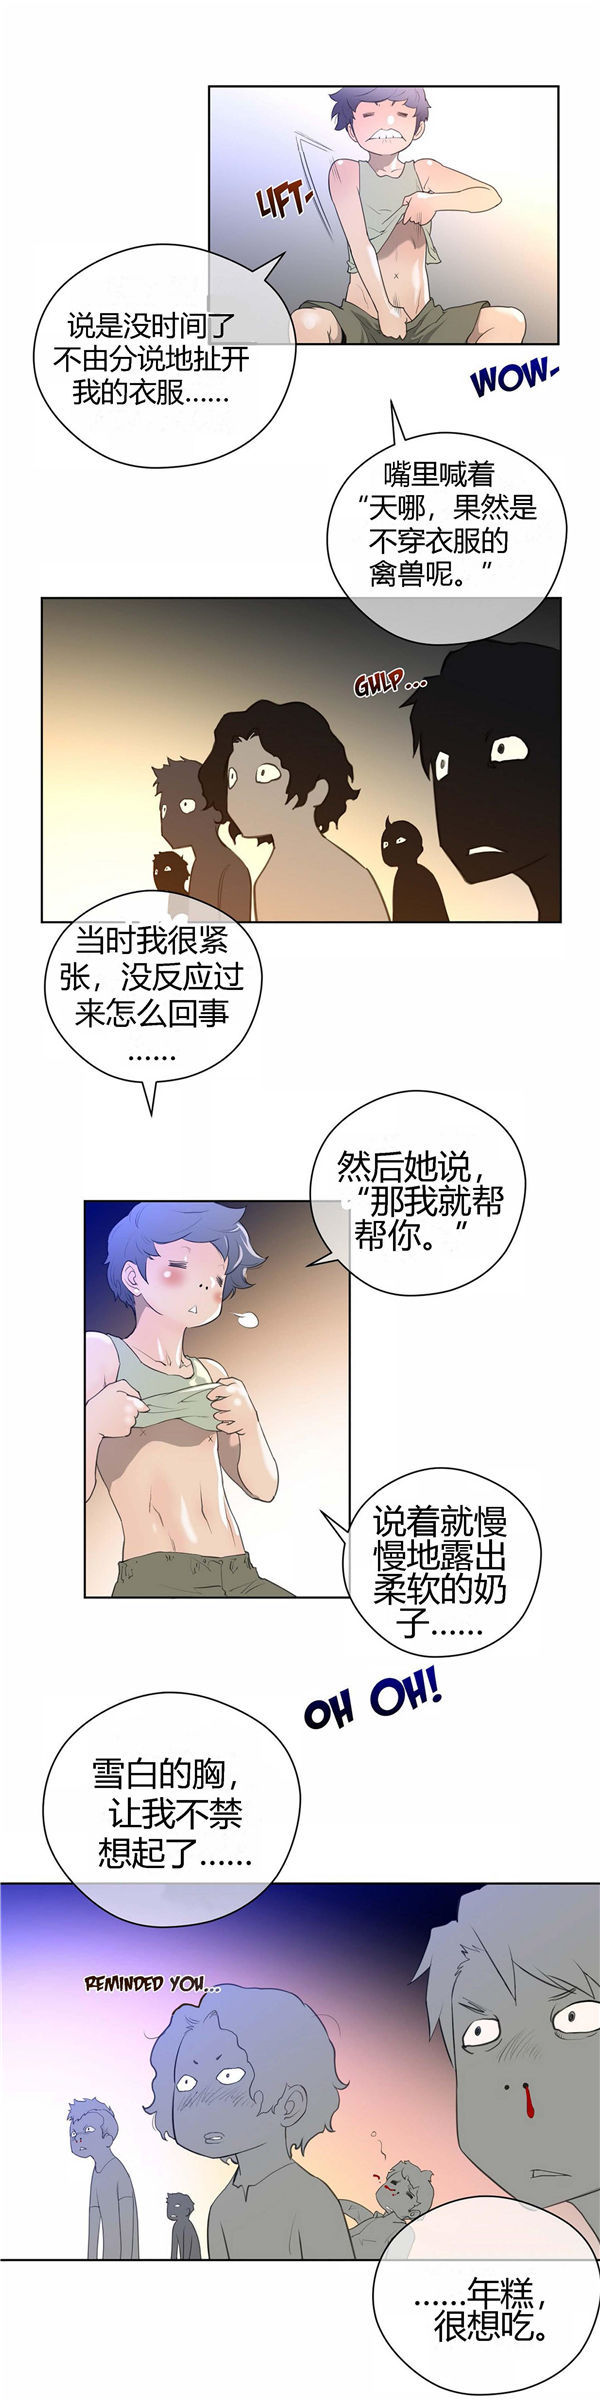 LIFT-
说是没时间了
不由分说地扯开
我的衣服……
WOW-
嘴里喊着
“天哪，果然是
不穿衣服的
禽兽呢。”
GULP...
当时我很紧
张，没反应过
来怎么回事
……
然后她说，
“那我就帮
帮你。”
说着就慢
慢地露出
柔软的奶
子……
OH OH!
雪白的胸，
让我不禁
想起了……
REMINDED YOU...
……年糕，
很想吃。